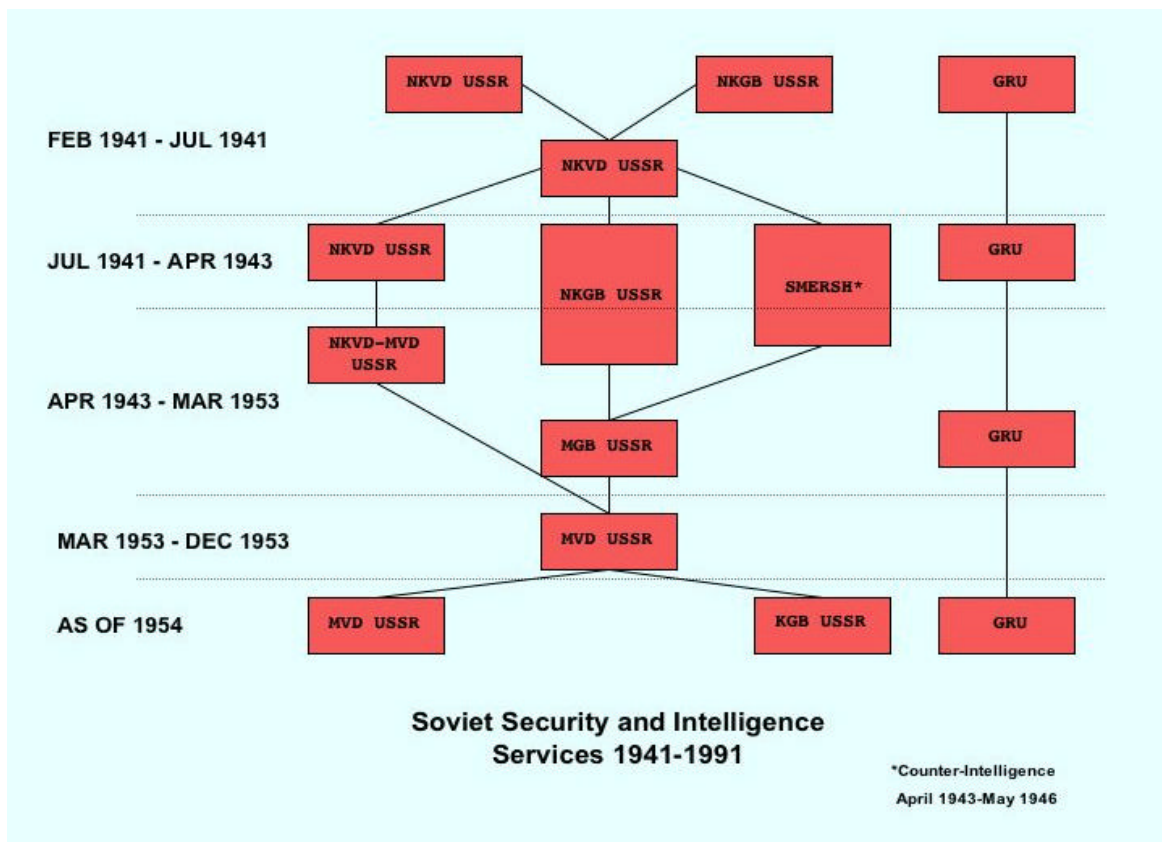 NKVD USSR
NKGB USSR
GRU
FEB 1941 - JUL 1941
NKVD USSR
JUL 1941 - APR 1943
NKVD USSR
NKGB USSR
SMERSH*
GRU
NKVD-MVD
USSR
APR 1943 - MAR 1953
GRU
MGB USSR
MAR 1953 - DEC 1953
MVD USSR
AS OF 1954
MVD USSR
KGB USSR
GRU
Soviet Security and Intelligence
Services 1941-1991
*Counter-Intelligence
April 1943-May 1946